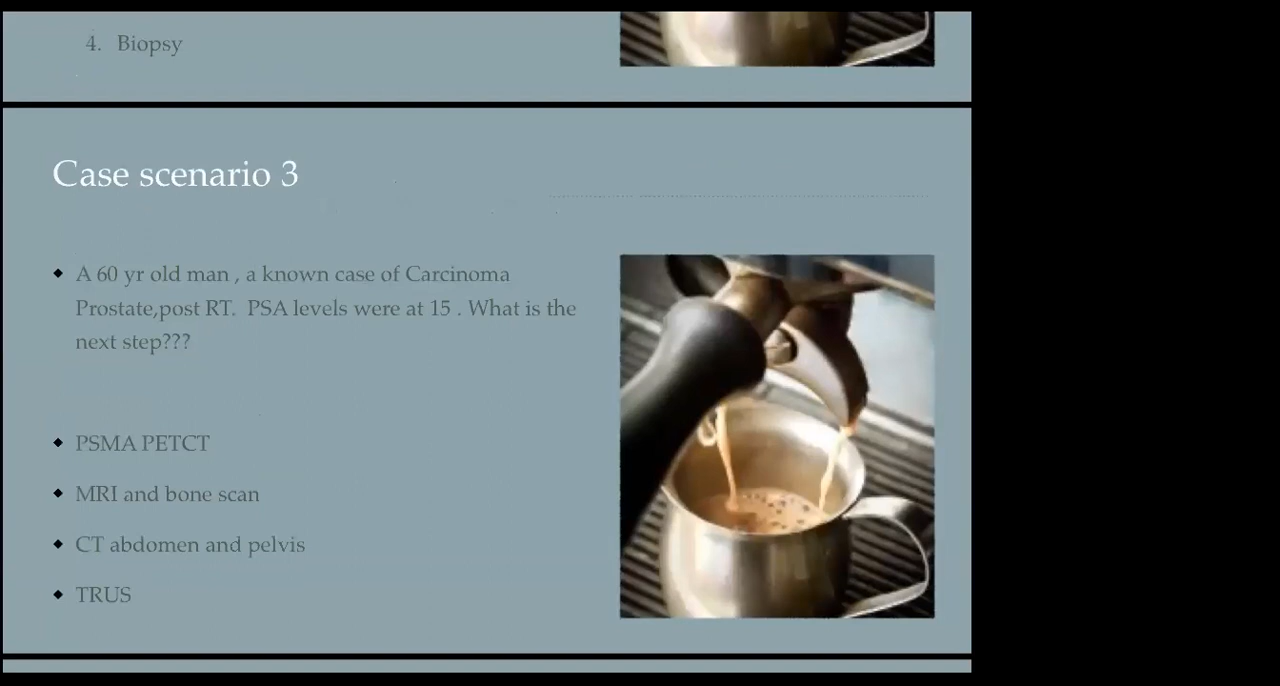 4. Biopsy
Case scenario 3
A 60 yr old man , a known case of Carcinoma
Prostate,post RT. PSA levels were at 15 . What is the
next step???
PSMA PETCT
MRI and bone scan
CT abdomen and pelvis
TRUS